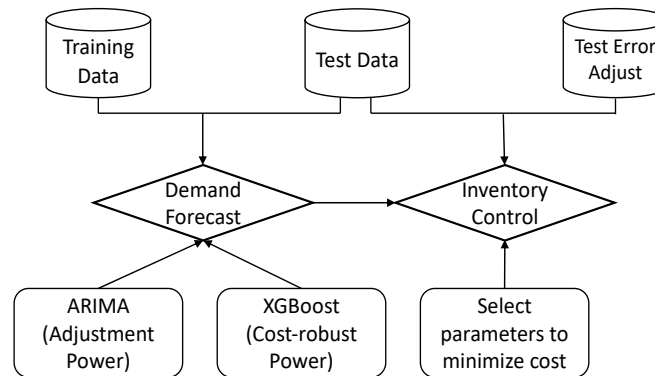 Training
Data
Test Data
Test Error
Adjust
Demand
Forecast
Inventory
Control
ARIMA
(Adjustment
Power)
XGBoost
(Cost-robust
Power)
Select
parameters to
minimize cost